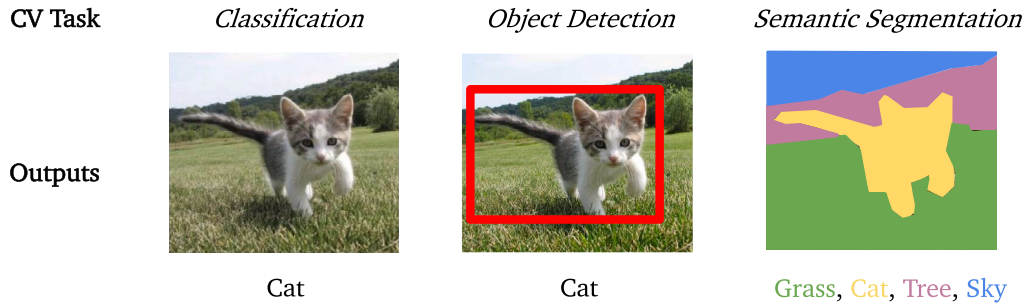 CV Task Classification Object Detection Semantic Segmentation
Outputs
Cat Cat Grass, Cat, Tree, Sky